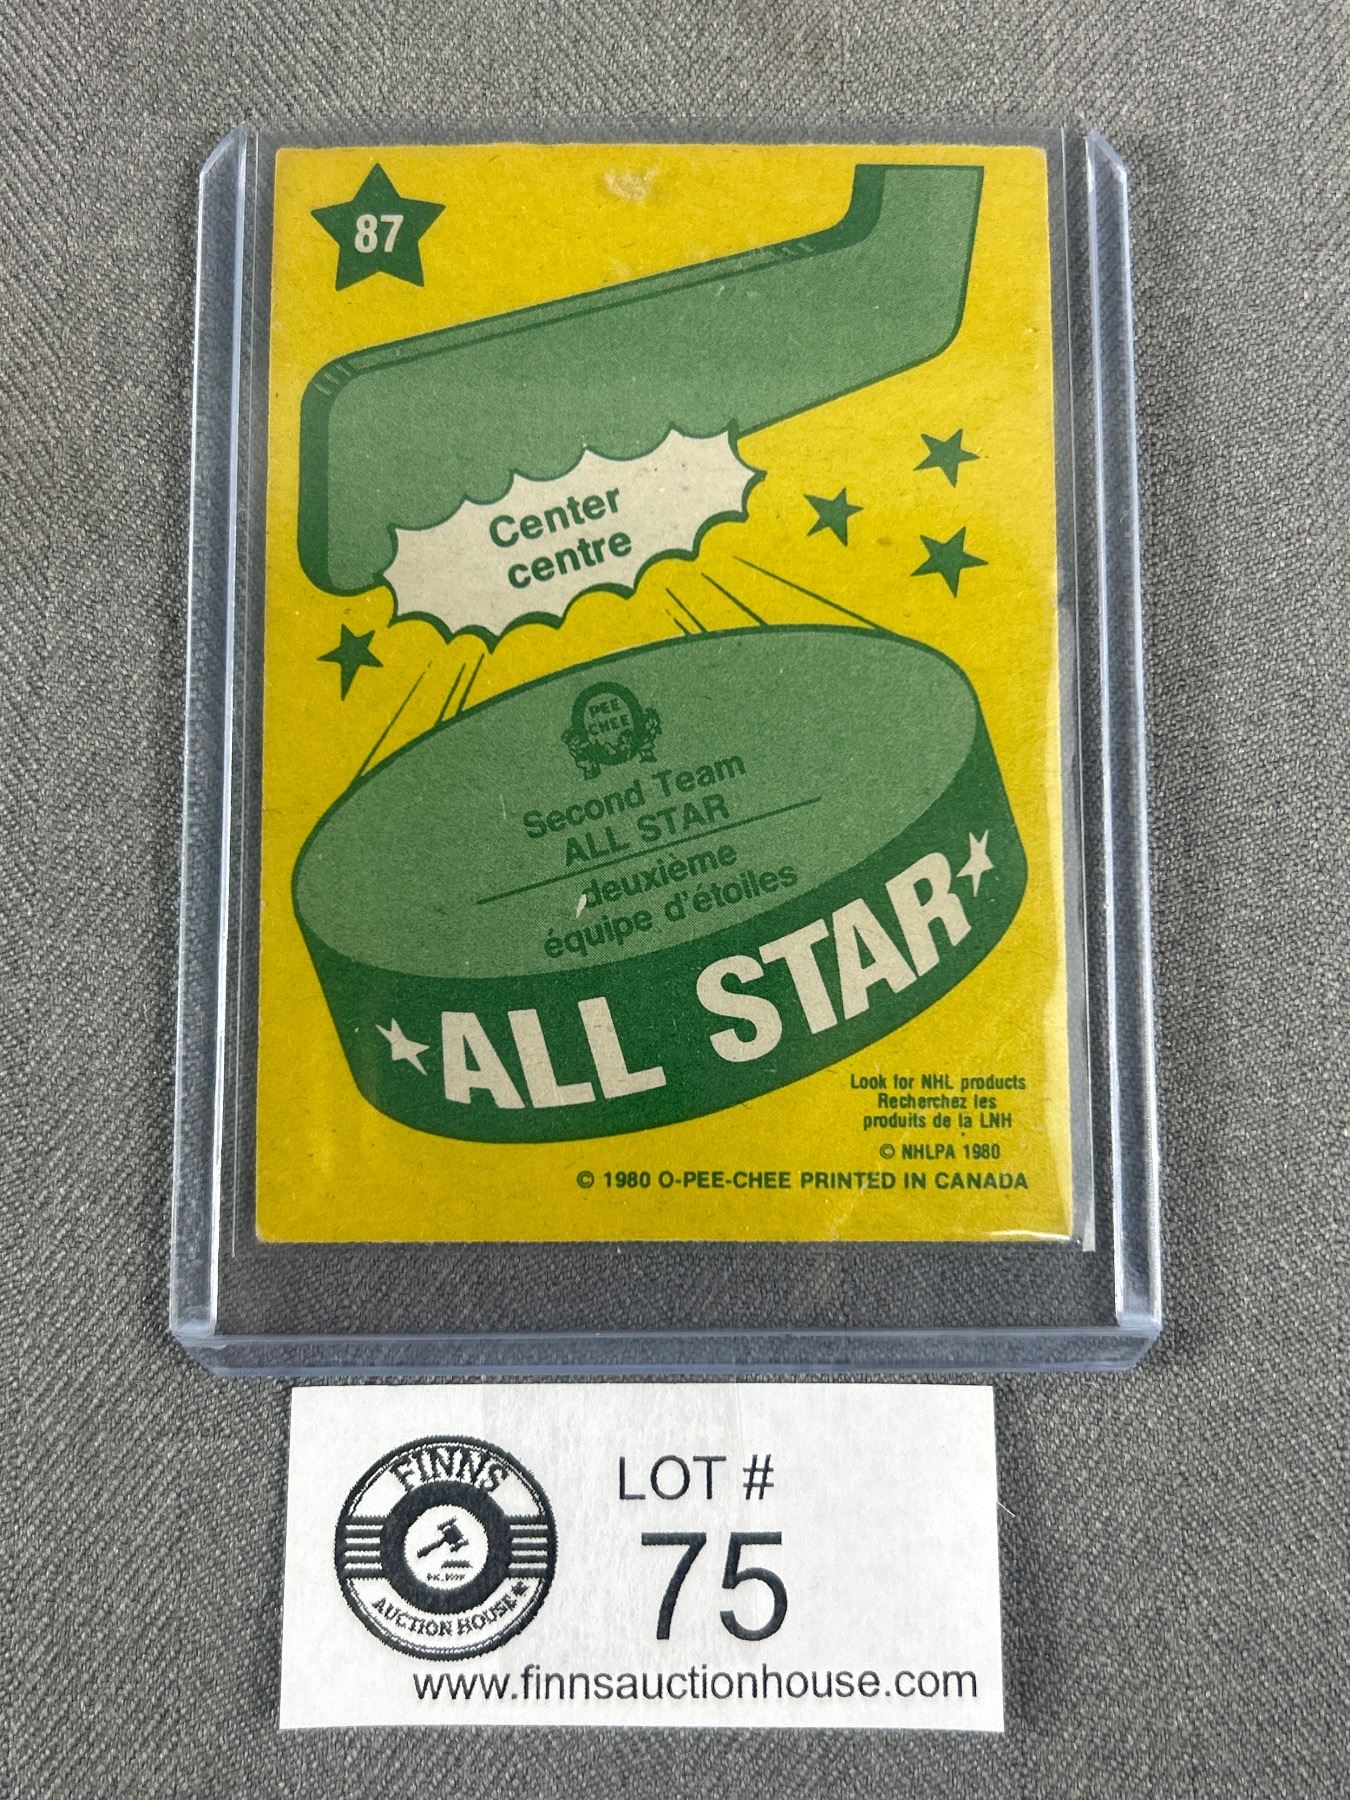 87
Center
centre
PEE
CHEE
Second Team
ALL STAR
deuxième
équipe d'étoiles
ALL STAR
Look for NHL products
Recherchez les
produits de la LNH
© NHLPA 1980
© 1980 O-PEE-CHEE PRINTED IN CANADA
FINNS
AUCTION HOUSE
LOT #
75
www.finnsauctionhouse.com